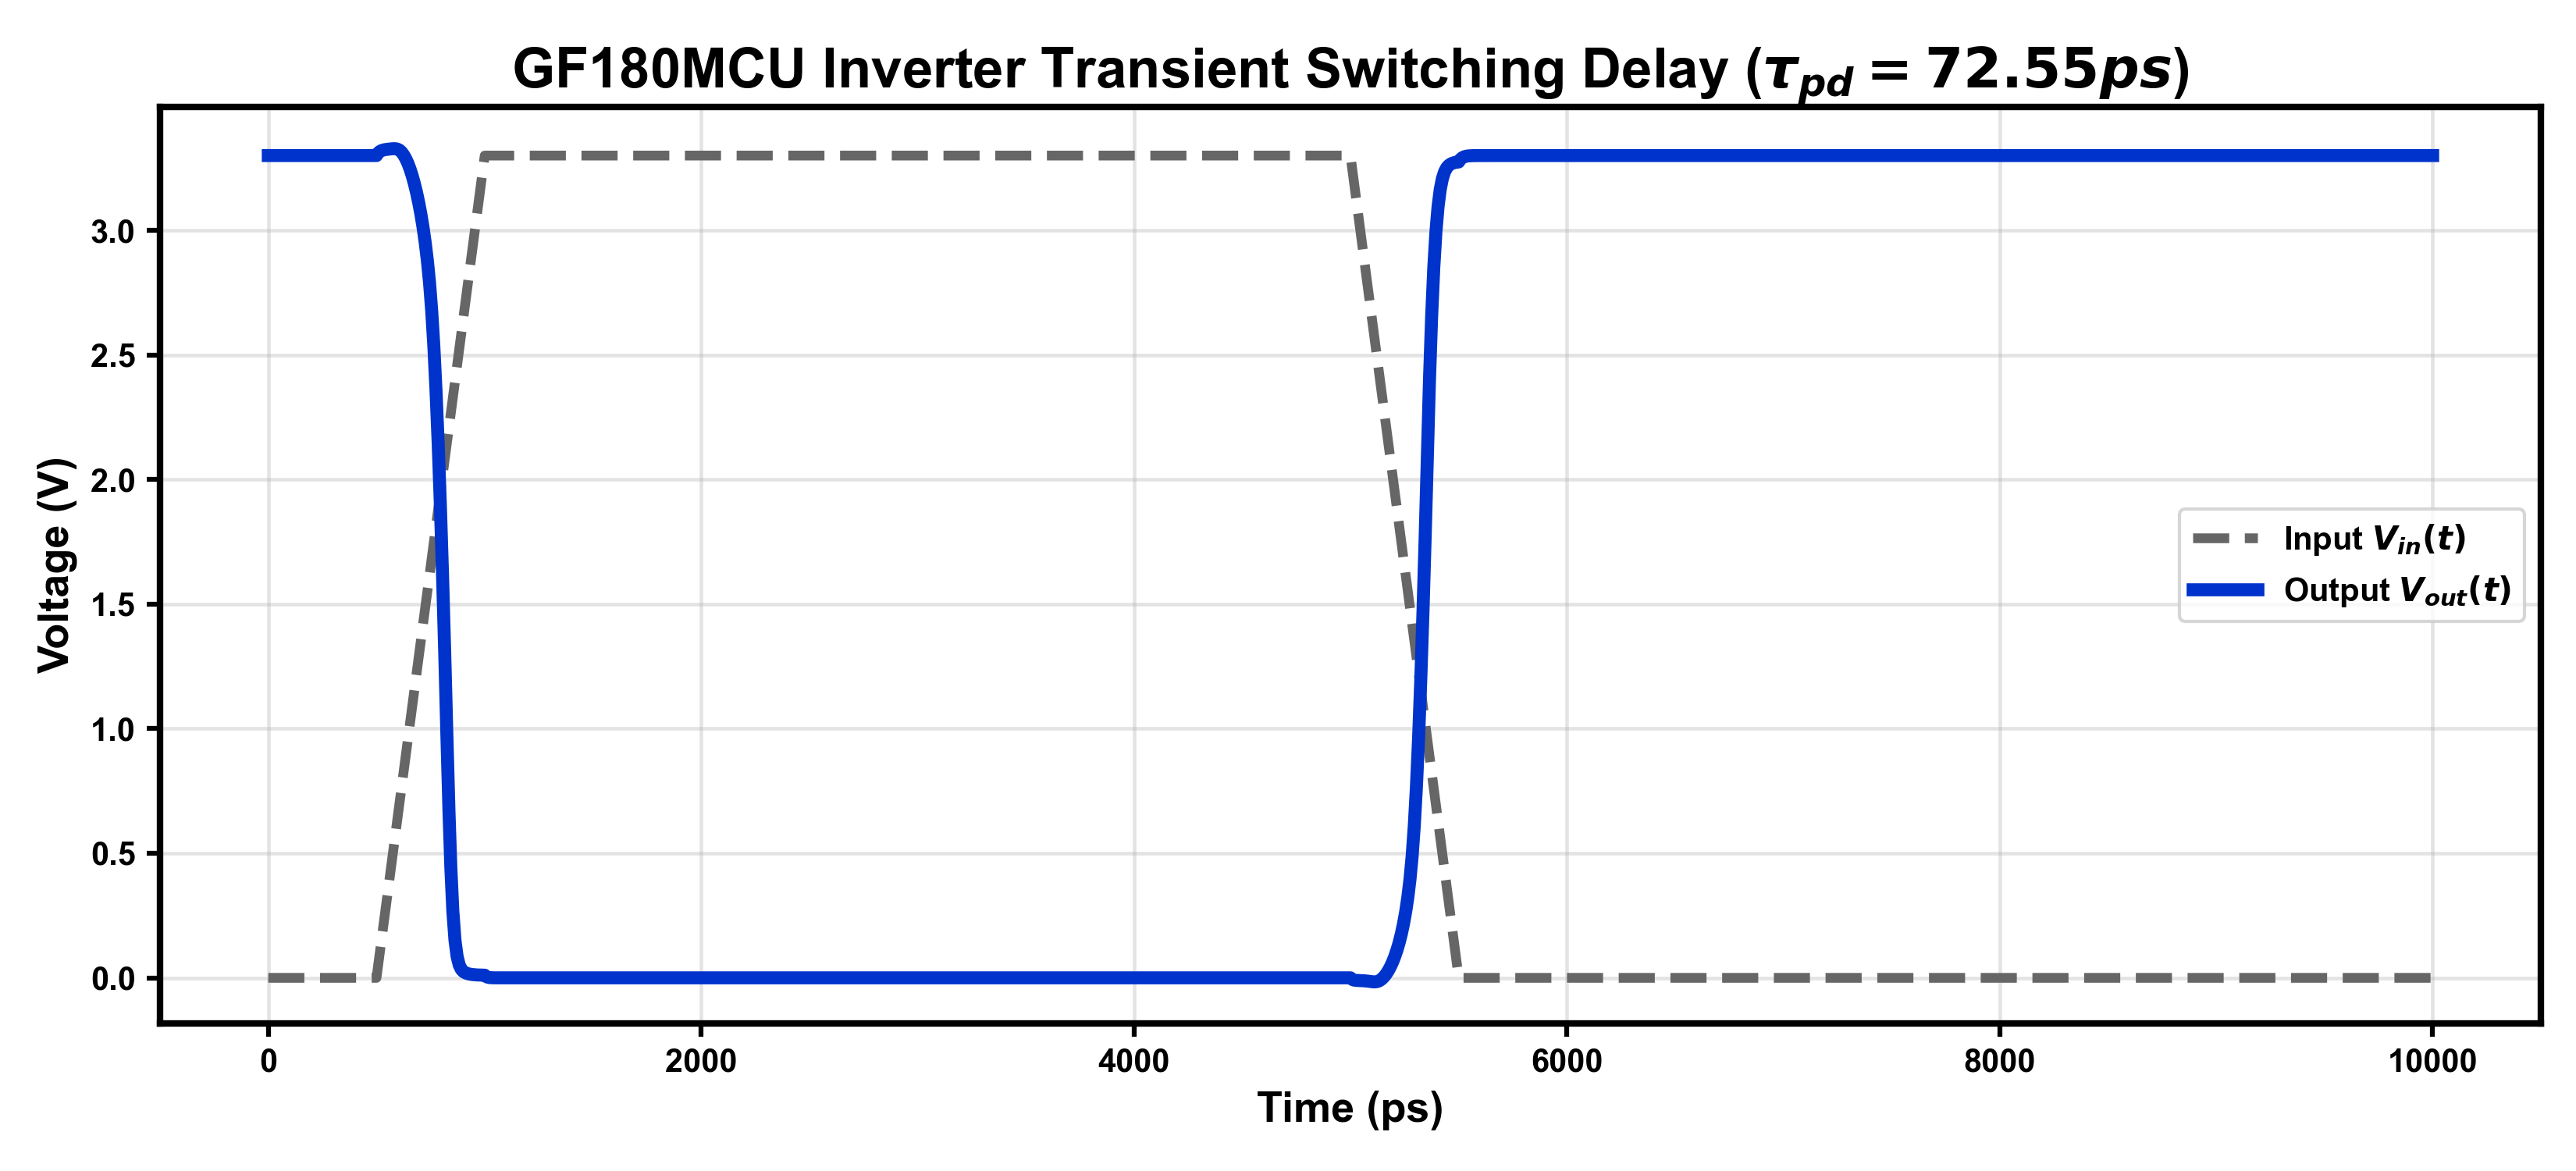 GF180MCU Inverter Transient Switching Delay (τpd = 72.55ps)
Voltage (V)
3.0
2.5
2.0
1.5
1.0
0.5
0.0
Input Vin(t)
Output Vout(t)
0 2000 4000 6000 8000 10000
Time (ps)